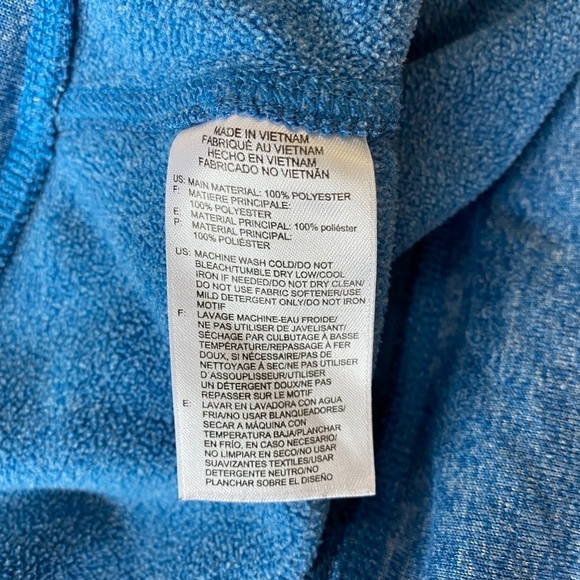 MADE IN VIETNAM
FABRIQUÉ AU VIETNAM
HECHO EN VIETNAM
FABRICADO NO VIETNÃN
US: MAIN MATERIAL: 100% POLYESTER
F: MATIERE PRINCIPALE:
100% POLYESTER
E: MATERIAL PRINCIPAL: 100% poliéster
P: MATERIAL PRINCIPAL:
100% POLIÉSTER
US: MACHINE WASH COLD/DO NOT
BLEACH/TUMBLE DRY LOW/COOL
IRON IF NEEDED/DO NOT DRY CLEAN/
DO NOT USE FABRIC SOFTENER/USE
MILD DETERGENT ONLY/DO NOT IRON
MOTIF
F: LAVAGE MACHINE-EAU FROIDE/
NE PAS UTILISER DE JAVELISANT/
SÉCHAGE PAR CULBUTAGE À BASSE
TEMPÉRATURE/REPASSAGE À FER
DOUX, SI NÉCESSAIRE/PAS DE
NETTOYAGE À SEC/NE PAS UTILISER
D'ASSOUPLISSEUR/UTILISER
UN DÉTERGENT DOUX/NE PAS
REPASSER SUR LE MOTIF
E: LAVAR EN LAVADORA CON AGUA
FRIA/NO USAR BLANQUEADORES/
SECAR A MÁQUINA CON
TEMPERATURA BAJA/PLANCHAR
EN FRÍO, EN CASO NECESARIO/
NO LIMPIAR EN SECO/NO USAR
SUAVIZANTES TEXTILES/USAR
DETERGENTE NEUTRO/NO
PLANCHAR SOBRE EL DISEÑO